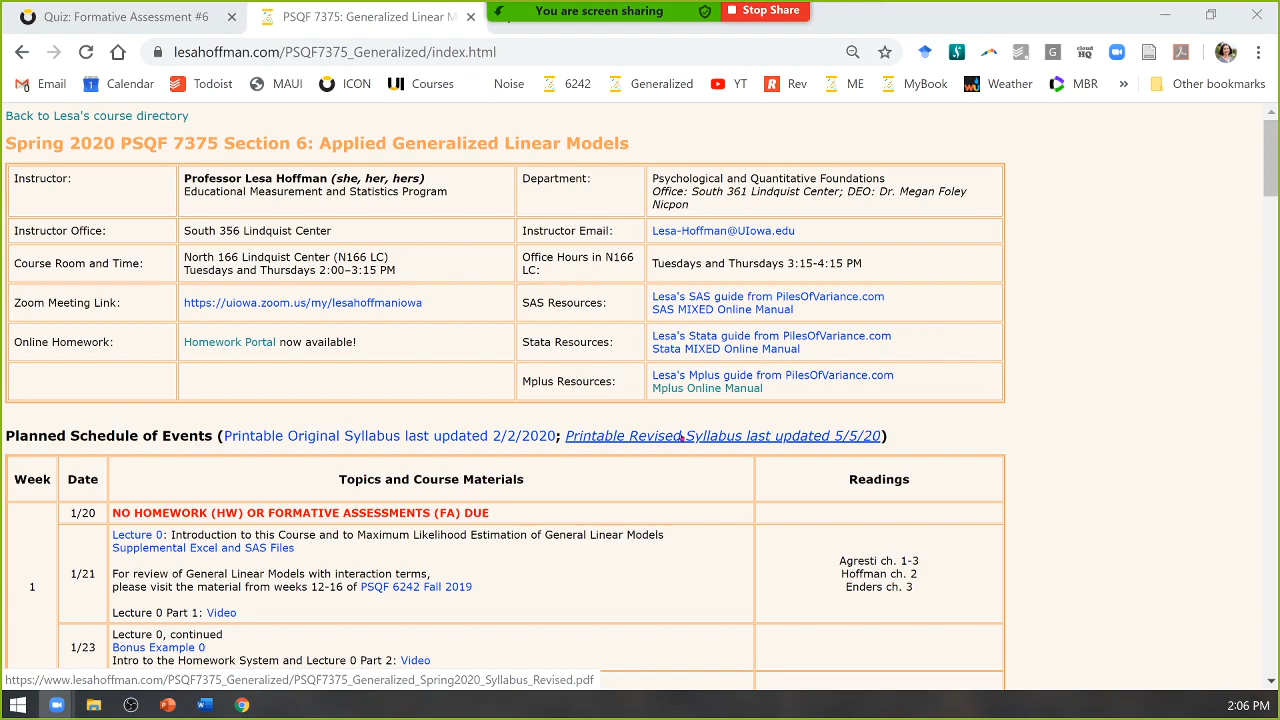 Quiz: Formative Assessment #6
PSQF 7375: Generalized Linear M
You are screen sharing
Stop Share
lesahoffman.com/PSQF7375_Generalized/index.html
Email
Calendar
Todoist
MAUI
ICON
Courses
Noise
6242
Generalized
YT
Rev
ME
MyBook
Weather
MBR
Other bookmarks
Back to Lesa's course directory
Spring 2020 PSQF 7375 Section 6: Applied Generalized Linear Models
Instructor:
Professor Lesa Hoffman (she, her, hers)
Educational Measurement and Statistics Program
Department:
Psychological and Quantitative Foundations
Office: South 361 Lindquist Center; DEO: Dr. Megan Foley
Nicpon
Instructor Office:
South 356 Lindquist Center
Instructor Email:
Lesa-Hoffman@UIowa.edu
Course Room and Time:
North 166 Lindquist Center (N166 LC)
Tuesdays and Thursdays 2:00–3:15 PM
Office Hours in N166
LC:
Tuesdays and Thursdays 3:15-4:15 PM
Zoom Meeting Link:
https://uiowa.zoom.us/my/lesahoffmaniowa
SAS Resources:
Lesa's SAS guide from PilesOfVariance.com
SAS MIXED Online Manual
Online Homework:
Homework Portal now available!
Stata Resources:
Lesa's Stata guide from PilesOfVariance.com
Stata MIXED Online Manual
Mplus Resources:
Lesa's Mplus guide from PilesOfVariance.com
Mplus Online Manual
Planned Schedule of Events (Printable Original Syllabus last updated 2/2/2020; Printable Revised Syllabus last updated 5/5/20)
Week
Date
Topics and Course Materials
Readings
1/20
NO HOMEWORK (HW) OR FORMATIVE ASSESSMENTS (FA) DUE
1
1/21
Lecture 0: Introduction to this Course and to Maximum Likelihood Estimation of General Linear Models
Supplemental Excel and SAS Files
For review of General Linear Models with interaction terms,
please visit the material from weeks 12-16 of PSQF 6242 Fall 2019
Lecture 0 Part 1: Video
Agresti ch. 1-3
Hoffman ch. 2
Enders ch. 3
1/23
Lecture 0, continued
Bonus Example 0
Intro to the Homework System and Lecture 0 Part 2: Video
https://www.lesahoffman.com/PSQF7375_Generalized/PSQF7375_Generalized_Spring2020_Syllabus_Revised.pdf
2:06 PM